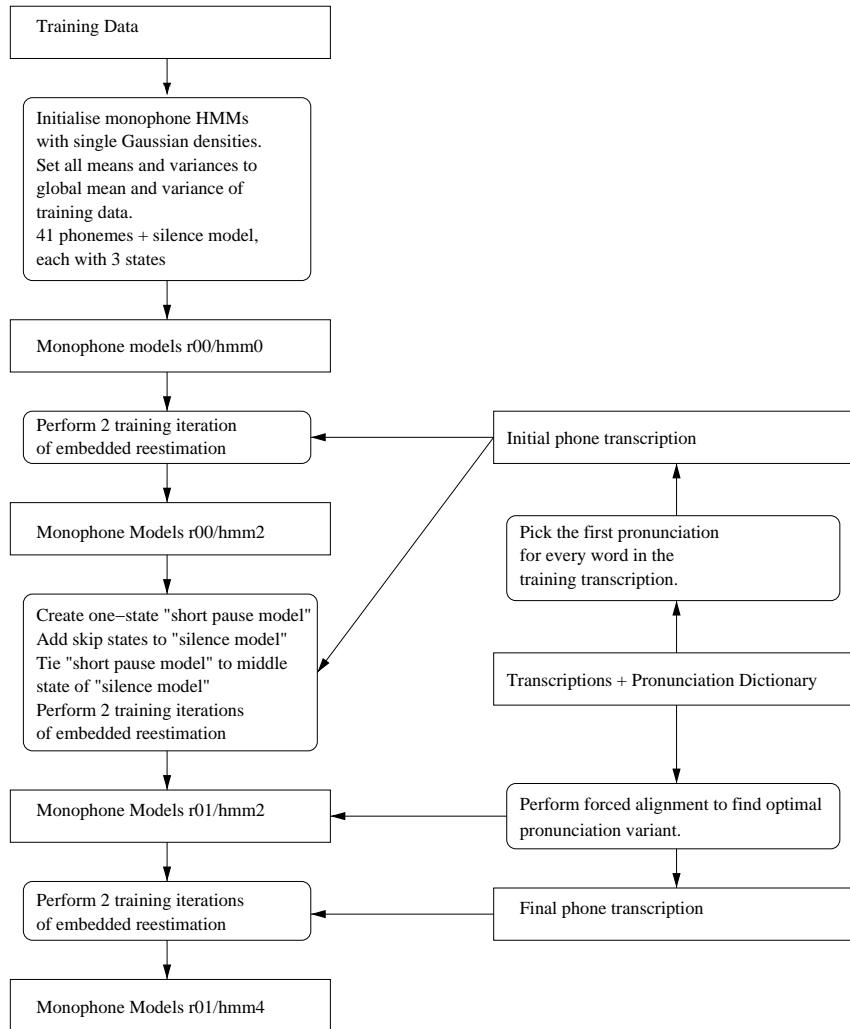 Training Data
Initialise monophone HMMs
with single Gaussian densities.
Set all means and variances to
global mean and variance of
training data.
41 phonemes + silence model,
each with 3 states
Monophone models r00/hmm0
Perform 2 training iteration
of embedded reestimation
Initial phone transcription
Monophone Models r00/hmm2
Pick the first pronunciation
for every word in the
training transcription.
Create one−state "short pause model"
Add skip states to "silence model"
Tie "short pause model" to middle
state of "silence model"
Perform 2 training iterations
of embedded reestimation
Transcriptions + Pronunciation Dictionary
Monophone Models r01/hmm2
Perform forced alignment to find optimal
pronunciation variant.
Perform 2 training iterations
of embedded reestimation
Final phone transcription
Monophone Models r01/hmm4